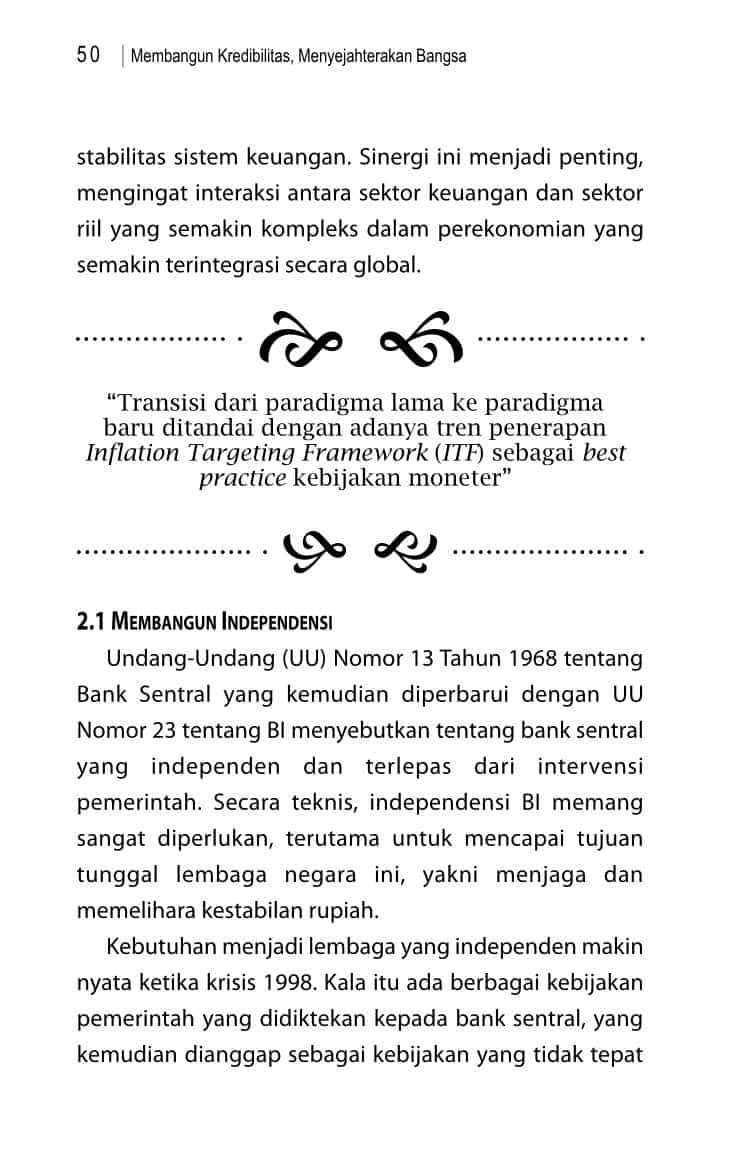 50 | Membangun Kredibilitas, Menyejahterakan Bangsa
stabilitas sistem keuangan. Sinergi ini menjadi penting,
mengingat interaksi antara sektor keuangan dan sektor
riil yang semakin kompleks dalam perekonomian yang
semakin terintegrasi secara global.
“Transisi dari paradigma lama ke paradigma
baru ditandai dengan adanya tren penerapan
Inflation Targeting Framework (ITF) sebagai best
practice kebijakan moneter”
2.1 Membangun Independensi
Undang-Undang (UU) Nomor 13 Tahun 1968 tentang
Bank Sentral yang kemudian diperbarui dengan UU
Nomor 23 tentang BI menyebutkan tentang bank sentral
yang independen dan terlepas dari intervensi
pemerintah. Secara teknis, independensi BI memang
sangat diperlukan, terutama untuk mencapai tujuan
tunggal lembaga negara ini, yakni menjaga dan
memelihara kestabilan rupiah.
Kebutuhan menjadi lembaga yang independen makin
nyata ketika krisis 1998. Kala itu ada berbagai kebijakan
pemerintah yang didiktekan kepada bank sentral, yang
kemudian dianggap sebagai kebijakan yang tidak tepat